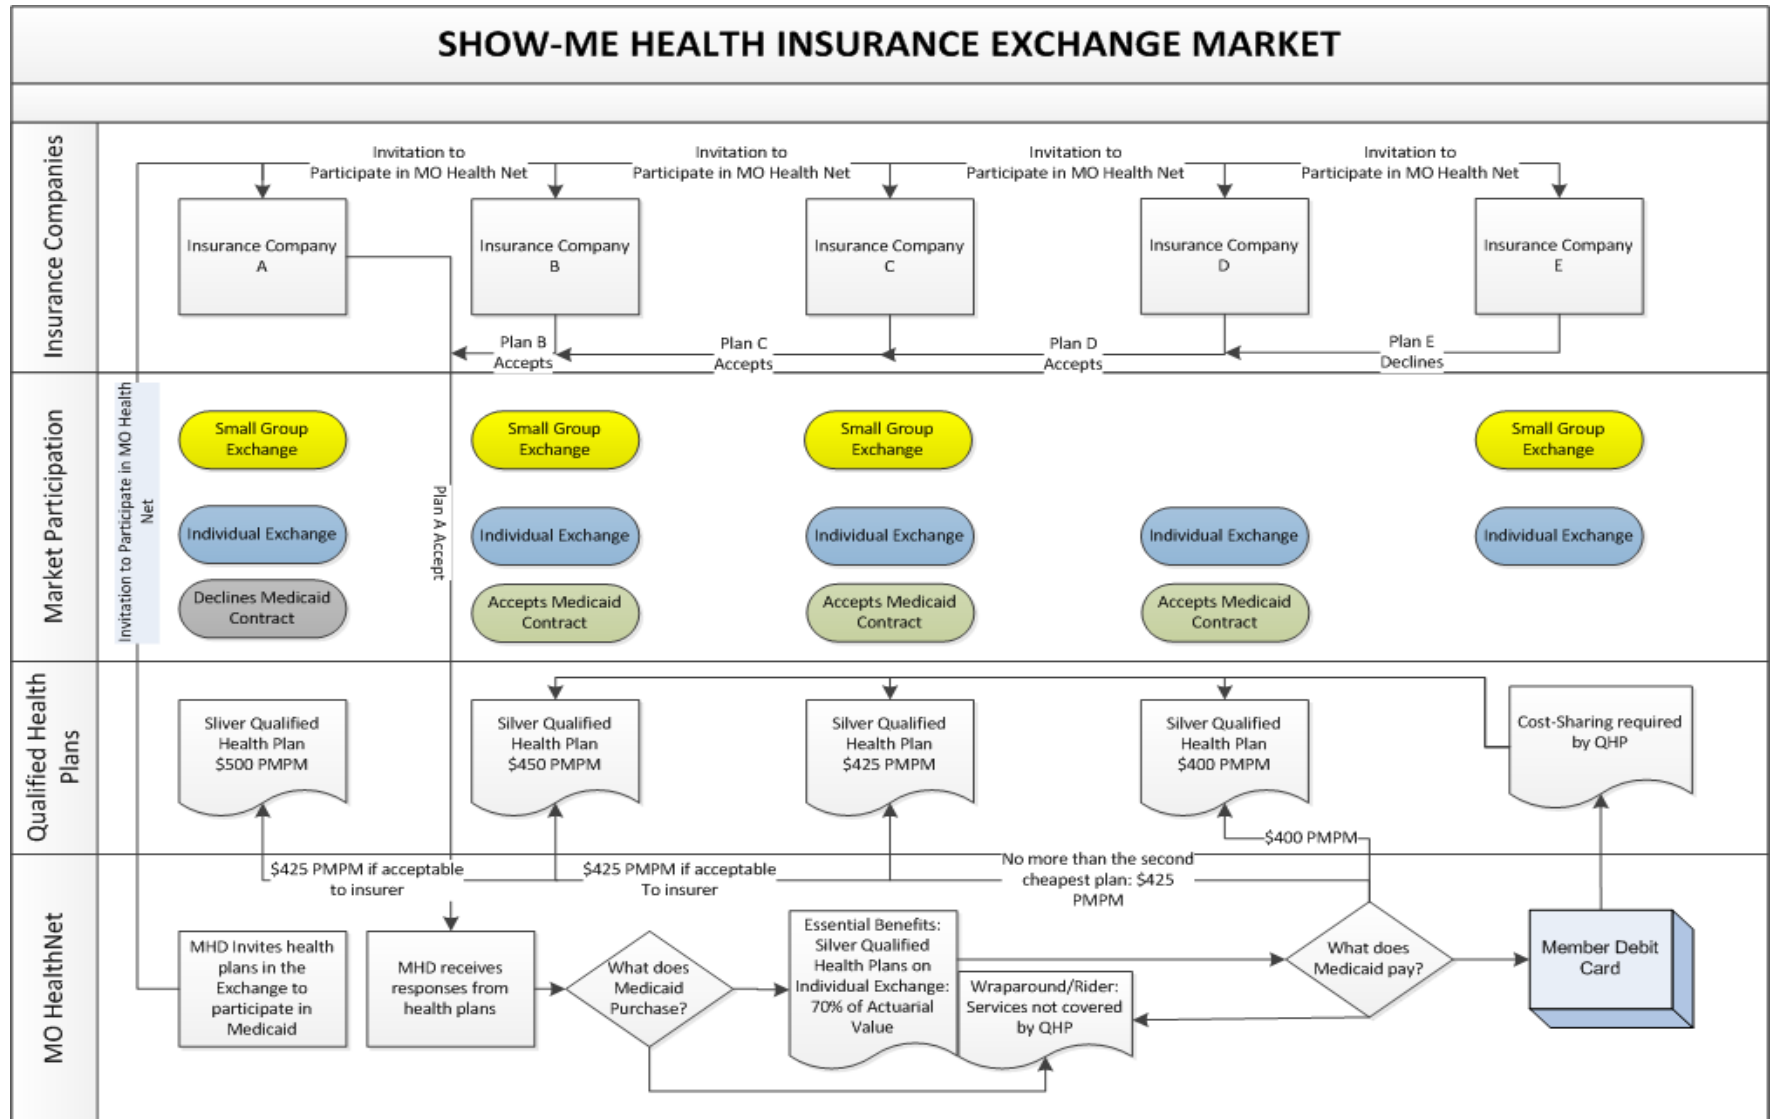 SHOW-ME HEALTH INSURANCE EXCHANGE MARKET
Insurance Companies
Invitation to
Participate in MO Health Net
Invitation to
Participate in MO Health Net
Invitation to
Participate in MO Health Net
Invitation to
Participate in MO Health Net
Insurance Company
A
Insurance Company
B
Insurance Company
C
Insurance Company
D
Insurance Company
E
Plan B
Accepts
Plan C
Accepts
Plan D
Accepts
Plan E
Declines
Market Participation
Invitation to Participate in MO Health
Net
Small Group
Exchange
Small Group
Exchange
Small Group
Exchange
Small Group
Exchange
Plan A Accept
Individual Exchange
Individual Exchange
Individual Exchange
Individual Exchange
Individual Exchange
Declines Medicaid
Contract
Accepts Medicaid
Contract
Accepts Medicaid
Contract
Accepts Medicaid
Contract
Qualified Health
Plans
Sliver Qualified
Health Plan
$500 PMPM
Silver Qualified
Health Plan
$450 PMPM
Silver Qualified
Health Plan
$425 PMPM
Silver Qualified
Health Plan
$400 PMPM
Cost-Sharing required
by QHP
$400 PMPM
MO HealthNet
$425 PMPM if acceptable
to insurer
$425 PMPM if acceptable
To insurer
No more than the second
cheapest plan: $425
PMPM
MHD Invites health
plans in the
Exchange to
participate in
Medicaid
MHD receives
responses from
health plans
What does
Medicaid
Purchase?
Essential Benefits:
Silver Qualified
Health Plans on
Individual Exchange:
70% of Actuarial
Value
Wraparound/Rider:
Services not covered
by QHP
What does
Medicaid pay?
Member Debit
Card